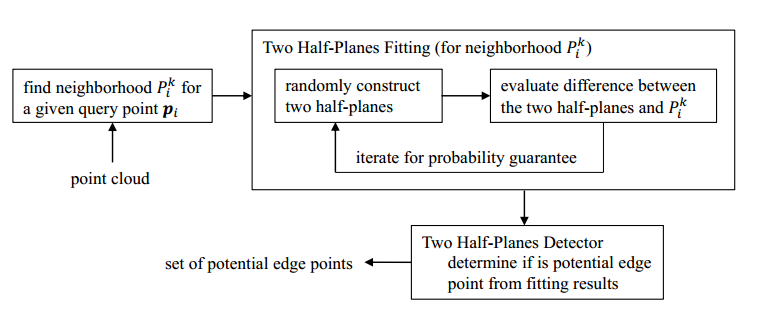 Two Half-Planes Fitting (for neighborhood $P_i^k$)
find neighborhood $P_i^k$ for
a given query point $\boldsymbol{p}_i$
randomly construct
two half-planes
evaluate difference between
the two half-planes and $P_i^k$
iterate for probability guarantee
point cloud
Two Half-Planes Detector
determine if is potential edge
point from fitting results
set of potential edge points